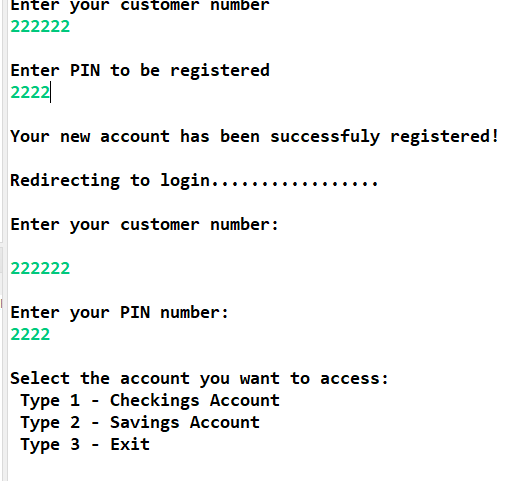 Enter your customer number
222222
Enter PIN to be registered
2222
Your new account has been successfuly registered!
Redirecting to login.................
Enter your customer number:
222222
Enter your PIN number:
2222
Select the account you want to access:
Type 1 - Checkings Account
Type 2 - Savings Account
Type 3 - Exit